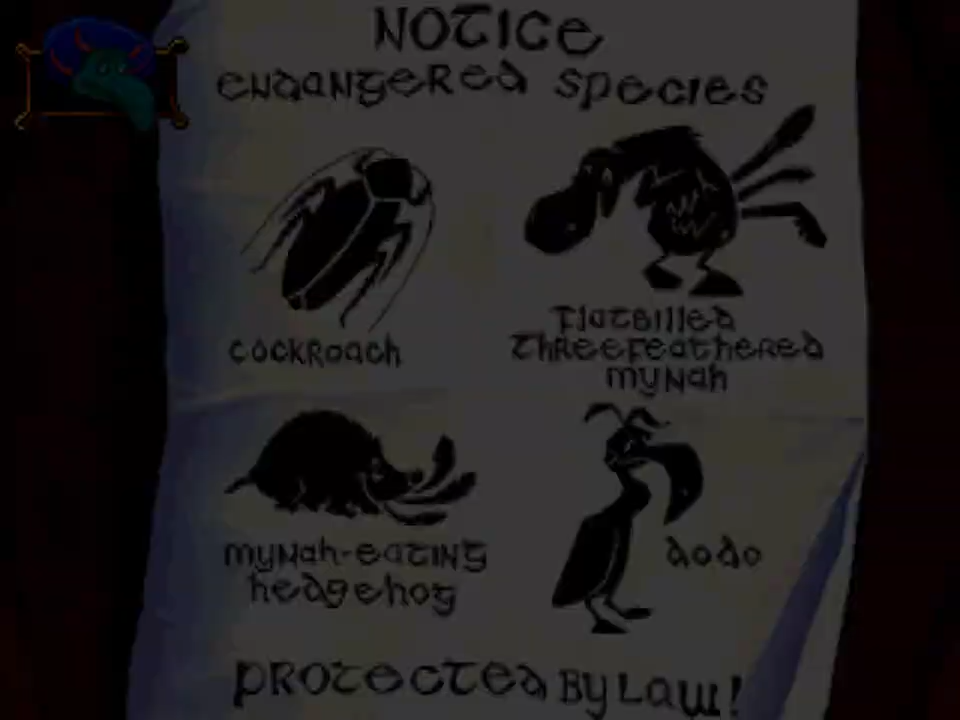 NOTICE
ENDANGERED SPECIES
COCKROACH
FLATBILLED
THREEFEATHERED
MYNAH
MYNAH-EATING
HEDGEHOG
DODO
PROTECTED BY LAW!